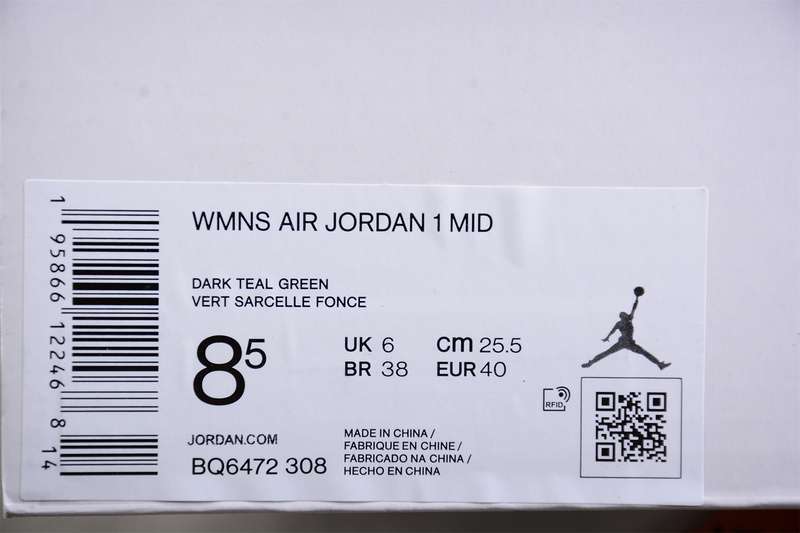 WMNS AIR JORDAN 1 MID
DARK TEAL GREEN
VERT SARCELLE FONCE
8 5
UK 6 cm 25.5
BR 38 EUR 40
RFID
JORDAN.COM
BQ6472 308
MADE IN CHINA /
FABRIQUE EN CHINE /
FABRICADO NA CHINA /
HECHO EN CHINA
1 95866 12246 8 14